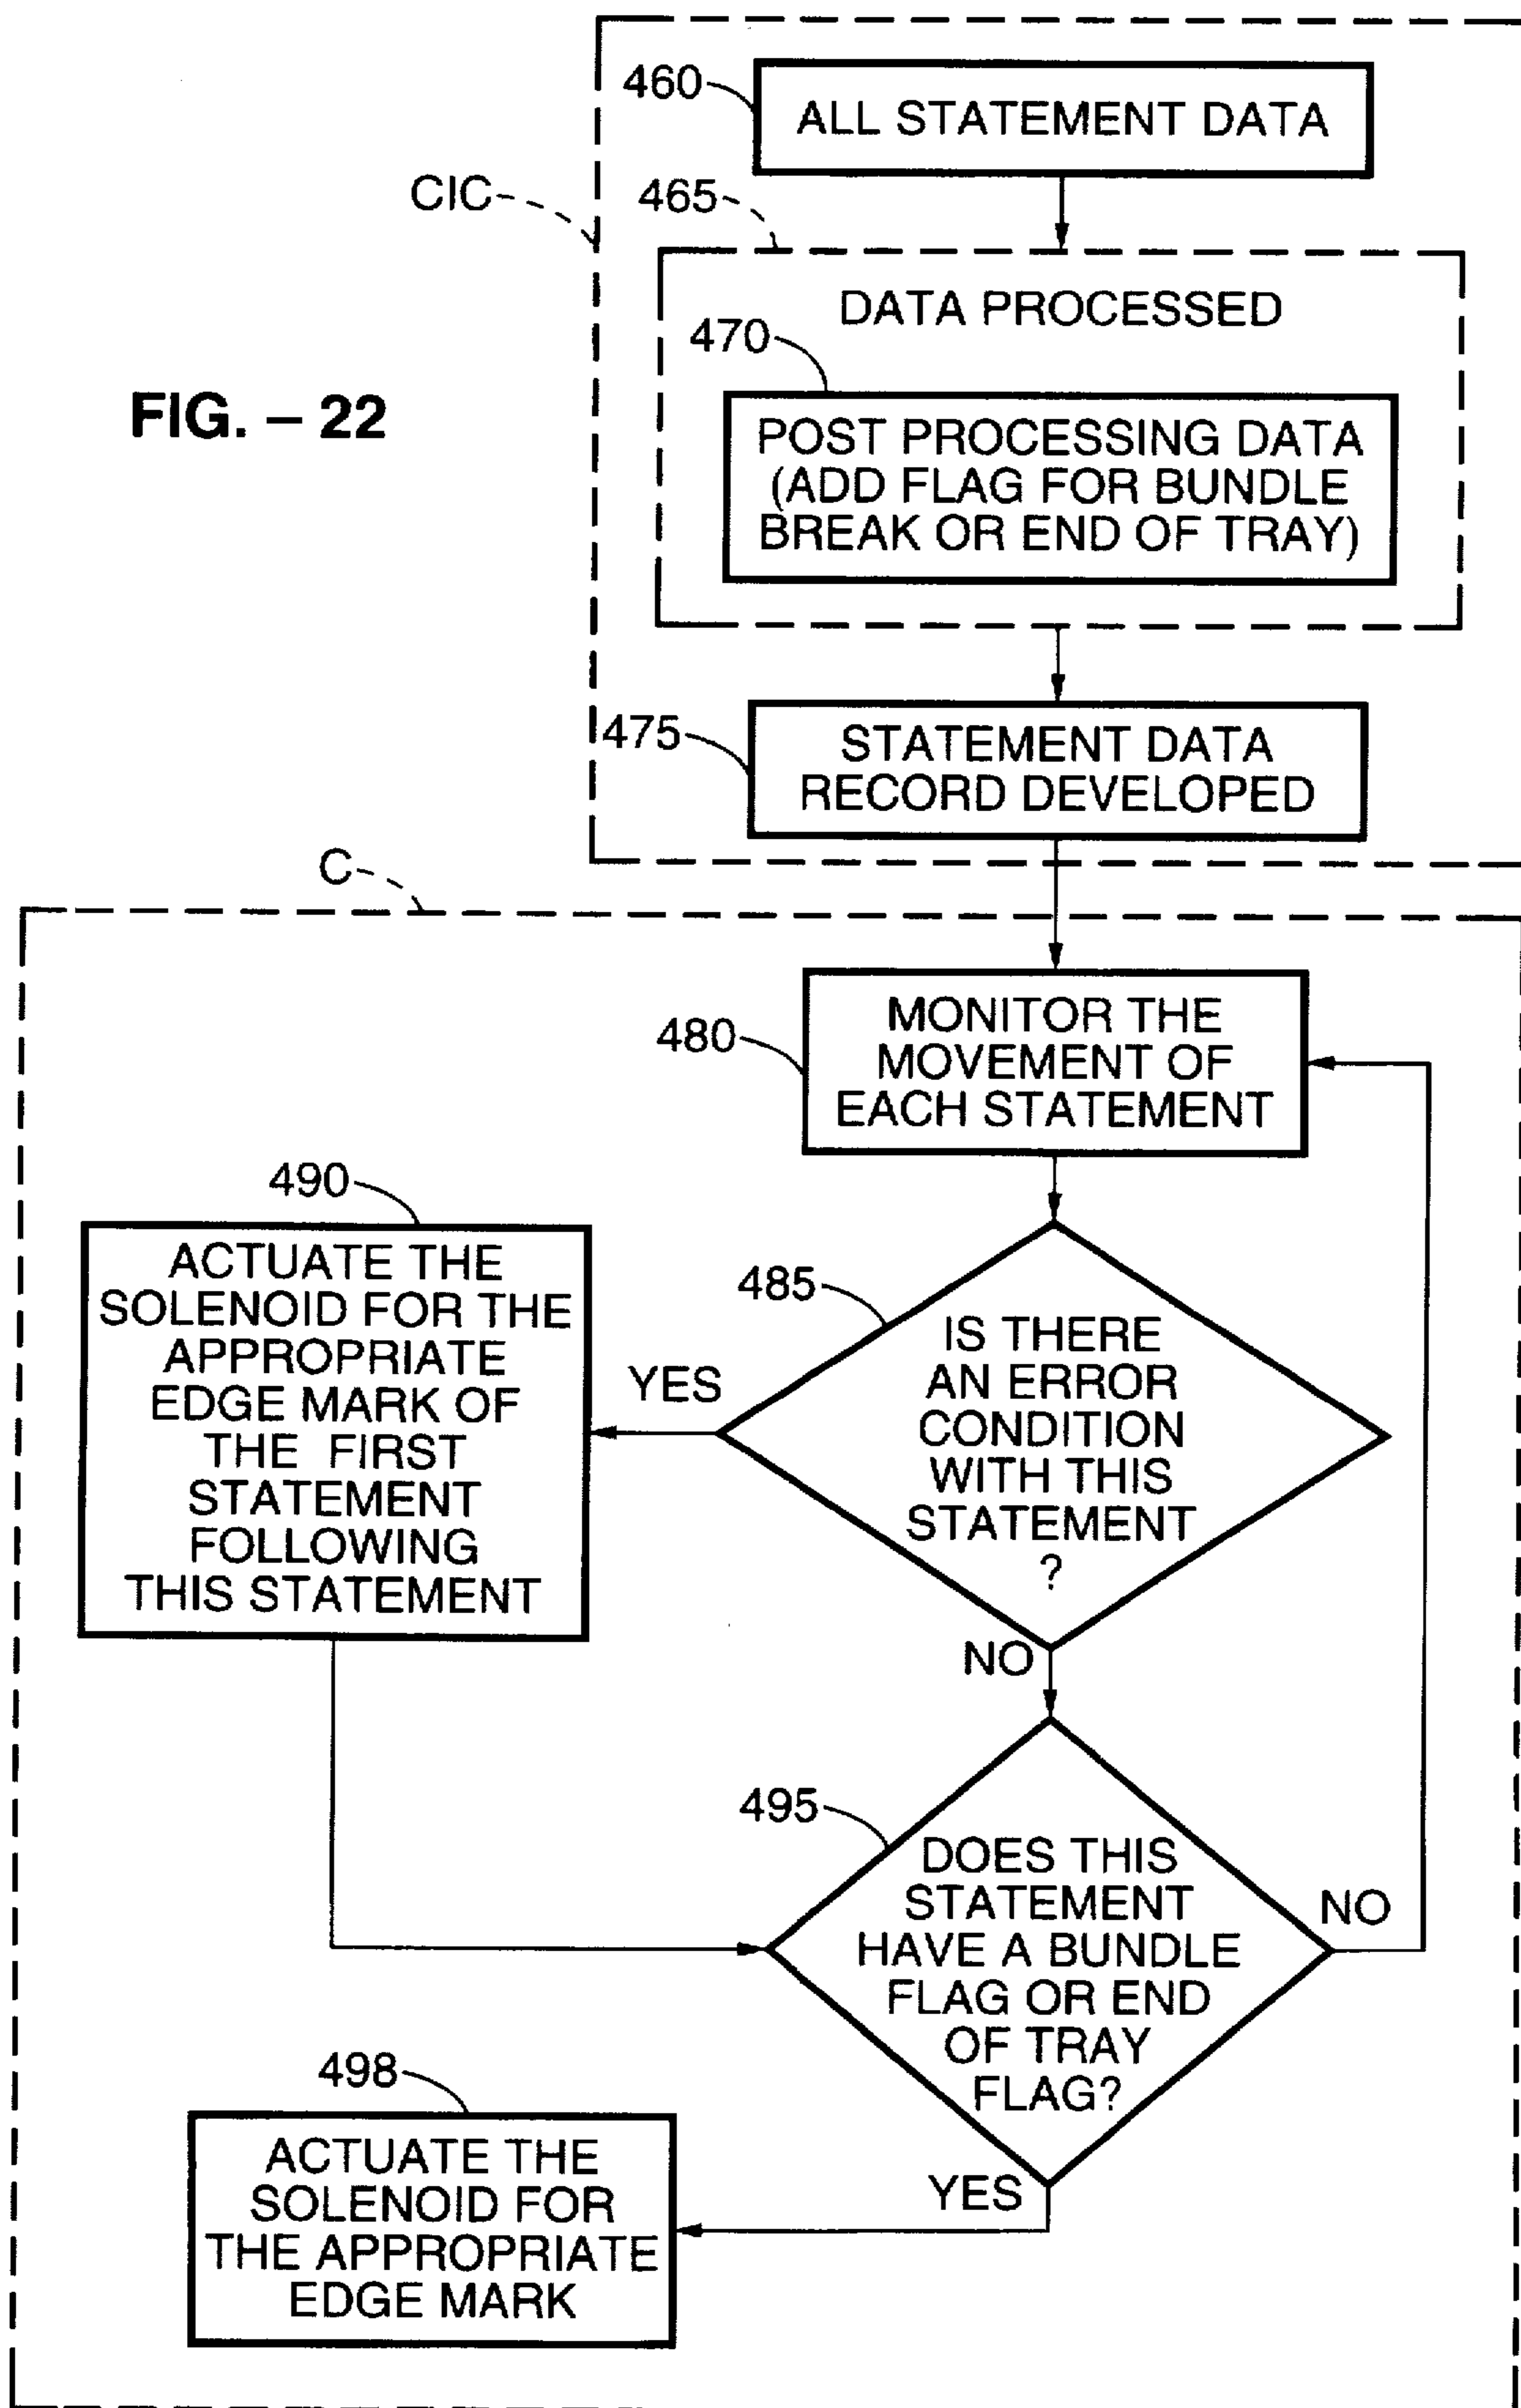 460
ALL STATEMENT DATA
CIC
465
DATA PROCESSED
470
FIG. – 22
POST PROCESSING DATA
(ADD FLAG FOR BUNDLE
BREAK OR END OF TRAY)
475
STATEMENT DATA
RECORD DEVELOPED
C
480
MONITOR THE
MOVEMENT OF
EACH STATEMENT
490
ACTUATE THE
SOLENOID FOR THE
APPROPRIATE
EDGE MARK OF
THE FIRST
STATEMENT
FOLLOWING
THIS STATEMENT
485
IS THERE
AN ERROR
CONDITION
WITH THIS
STATEMENT
?
YES
NO
495
DOES THIS
STATEMENT
HAVE A BUNDLE
FLAG OR END
OF TRAY
FLAG?
NO
YES
498
ACTUATE THE
SOLENOID FOR
THE APPROPRIATE
EDGE MARK